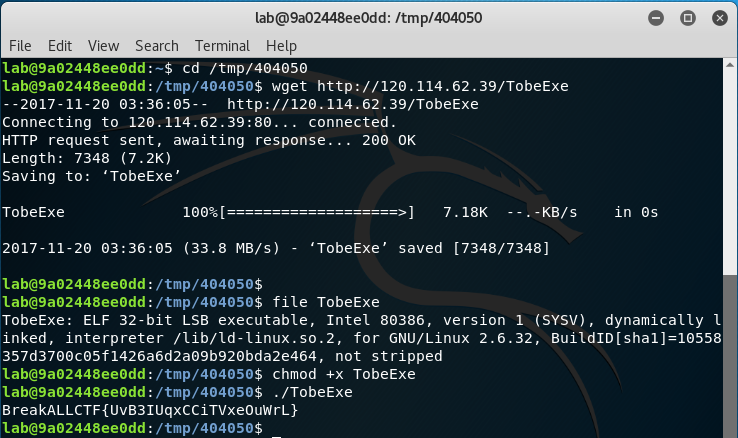 lab@9a02448ee0dd: /tmp/404050
File Edit View Search Terminal Help
lab@9a02448ee0dd:~$ cd /tmp/404050
lab@9a02448ee0dd:/tmp/404050$ wget http://120.114.62.39/TobeExe
--2017-11-20 03:36:05--  http://120.114.62.39/TobeExe
Connecting to 120.114.62.39:80... connected.
HTTP request sent, awaiting response... 200 OK
Length: 7348 (7.2K)
Saving to: ‘TobeExe’
TobeExe             100%[===================>]   7.18K  --.-KB/s    in 0s
2017-11-20 03:36:05 (33.8 MB/s) - ‘TobeExe’ saved [7348/7348]
lab@9a02448ee0dd:/tmp/404050$
lab@9a02448ee0dd:/tmp/404050$ file TobeExe
TobeExe: ELF 32-bit LSB executable, Intel 80386, version 1 (SYSV), dynamically l
inked, interpreter /lib/ld-linux.so.2, for GNU/Linux 2.6.32, BuildID[sha1]=10558
357d3700c05f1426a6d2a09b920bda2e464, not stripped
lab@9a02448ee0dd:/tmp/404050$ chmod +x TobeExe
lab@9a02448ee0dd:/tmp/404050$ ./TobeExe
BreakALLCTF{UvB3IUqxCCiTVxeOuWrL}
lab@9a02448ee0dd:/tmp/404050$